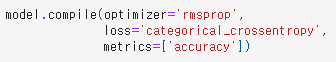 model.compile(optimizer='rmsprop',
              loss='categorical_crossentropy',
              metrics=['accuracy'])